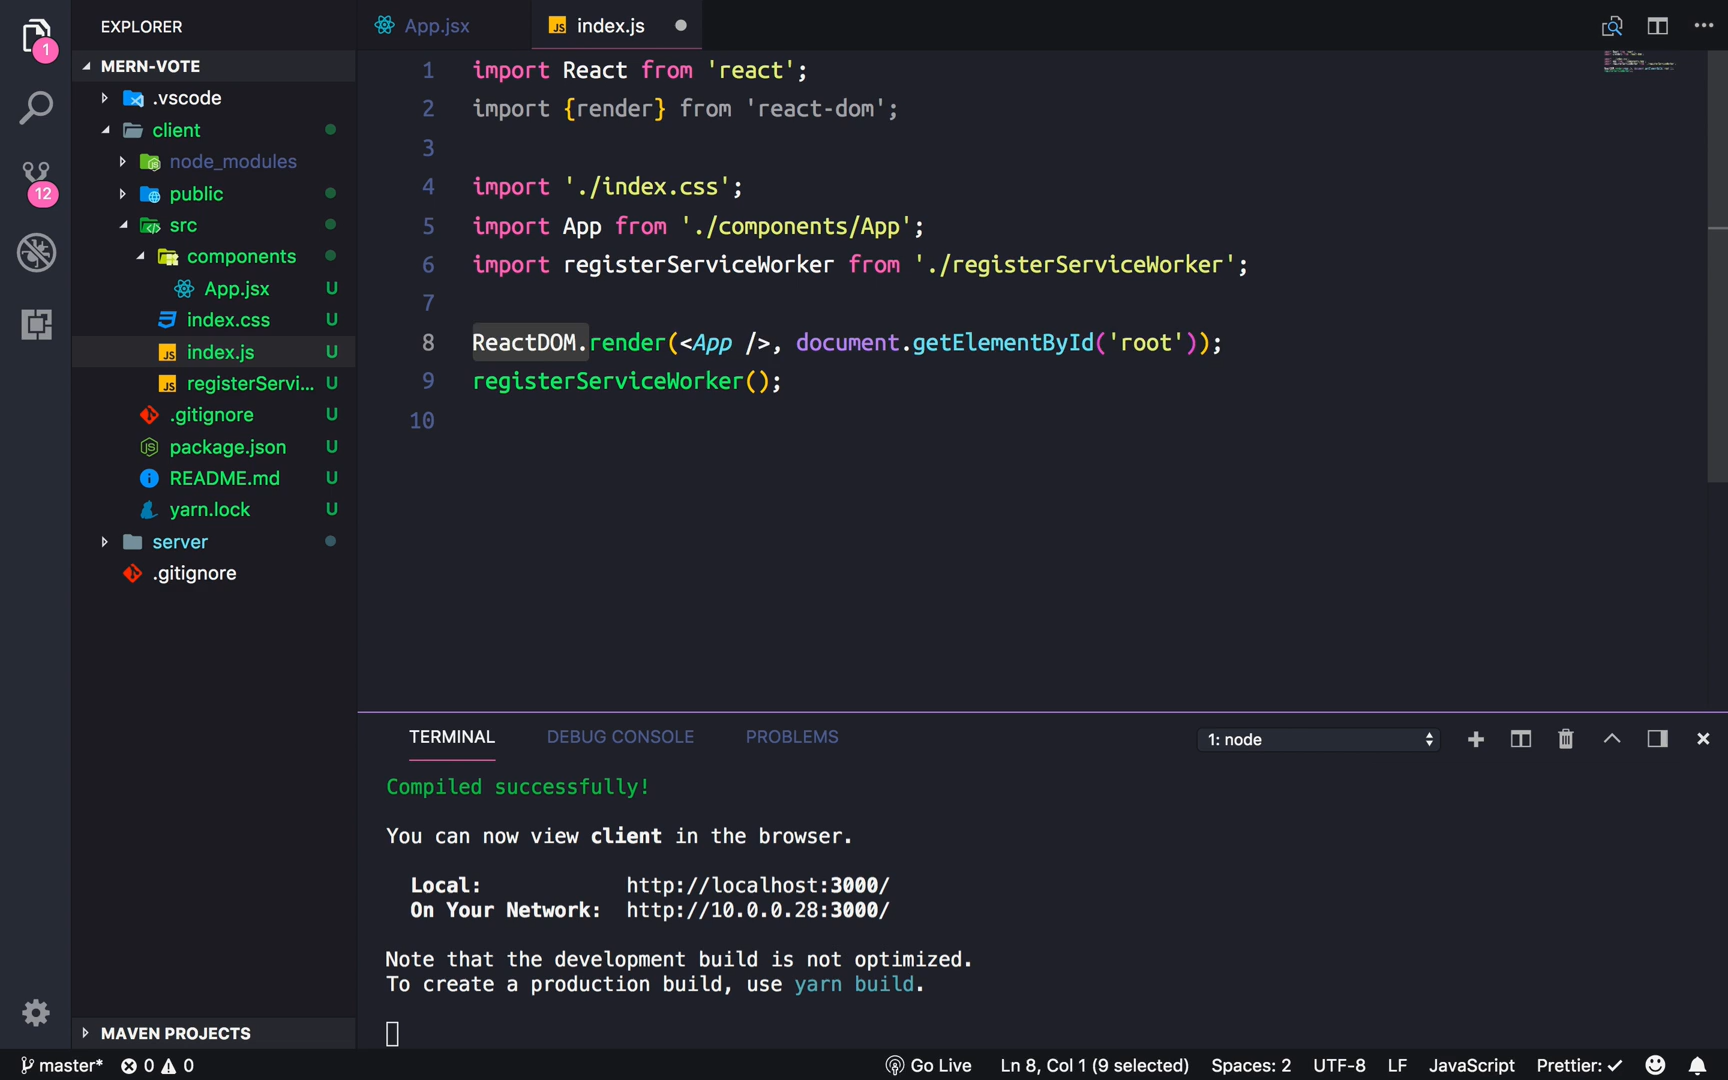 EXPLORER
App.jsx
index.js
1
MERN-VOTE
.vscode
client
node_modules
public
src
components
App.jsx U
index.css U
index.js U
registerServi... U
.gitignore U
package.json U
README.md U
yarn.lock U
server
.gitignore
12
MAVEN PROJECTS
1 import React from 'react';
2 import {render} from 'react-dom';
3
4 import './index.css';
5 import App from './components/App';
6 import registerServiceWorker from './registerServiceWorker';
7
8 ReactDOM.render(<App />, document.getElementById('root'));
9 registerServiceWorker();
10
TERMINAL DEBUG CONSOLE PROBLEMS 1: node
Compiled successfully!
You can now view client in the browser.
Local: http://localhost:3000/
On Your Network: http://10.0.0.28:3000/
Note that the development build is not optimized.
To create a production build, use yarn build.
master* 0 0 Go Live Ln 8, Col 1 (9 selected) Spaces: 2 UTF-8 LF JavaScript Prettier: ✓